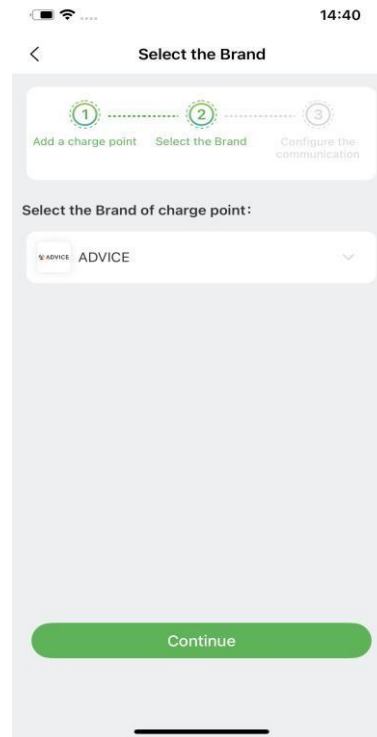 14:40
Select the Brand
1
2
3
Add a charge point
Select the Brand
Configure the
communication
Select the Brand of charge point:
ADVICE ADVICE
Continue